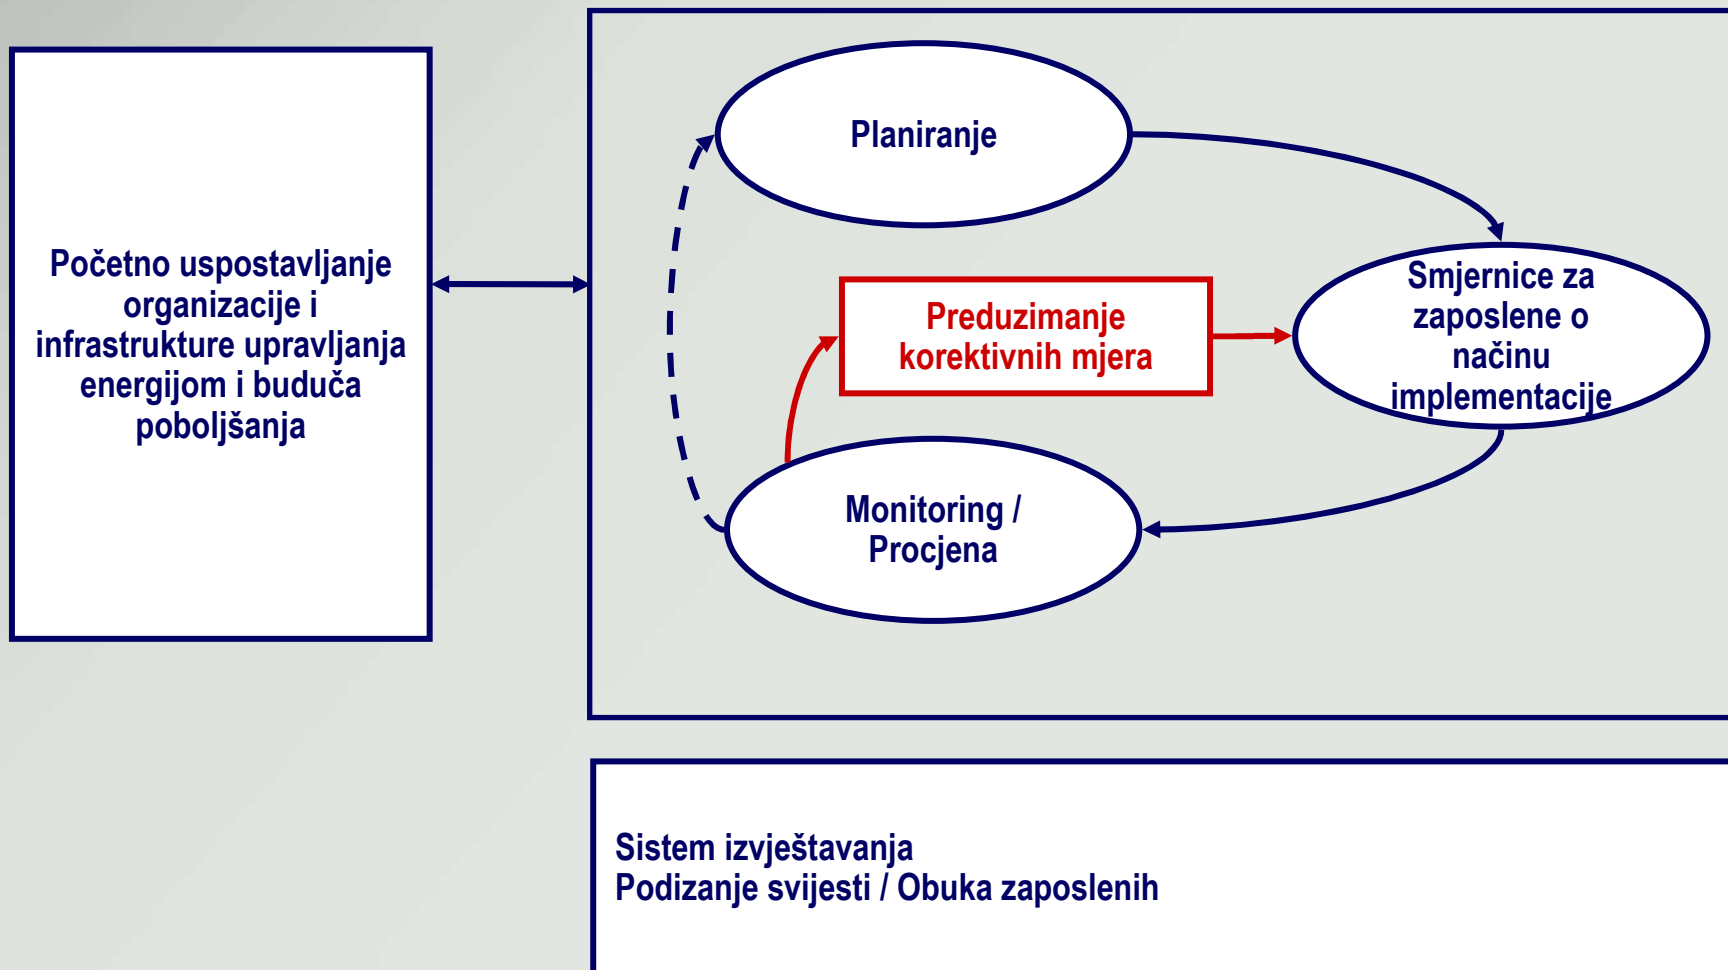 Početno uspostavljanje
organizacije i
infrastrukture upravljanja
energijom i buduča
poboljšanja
Planiranje
Preduzimanje
korektivnih mjera
Smjernice za
zaposlene o
načinu
implementacije
Monitoring /
Procjena
Sistem izvještavanja
Podizanje svijesti / Obuka zaposlenih